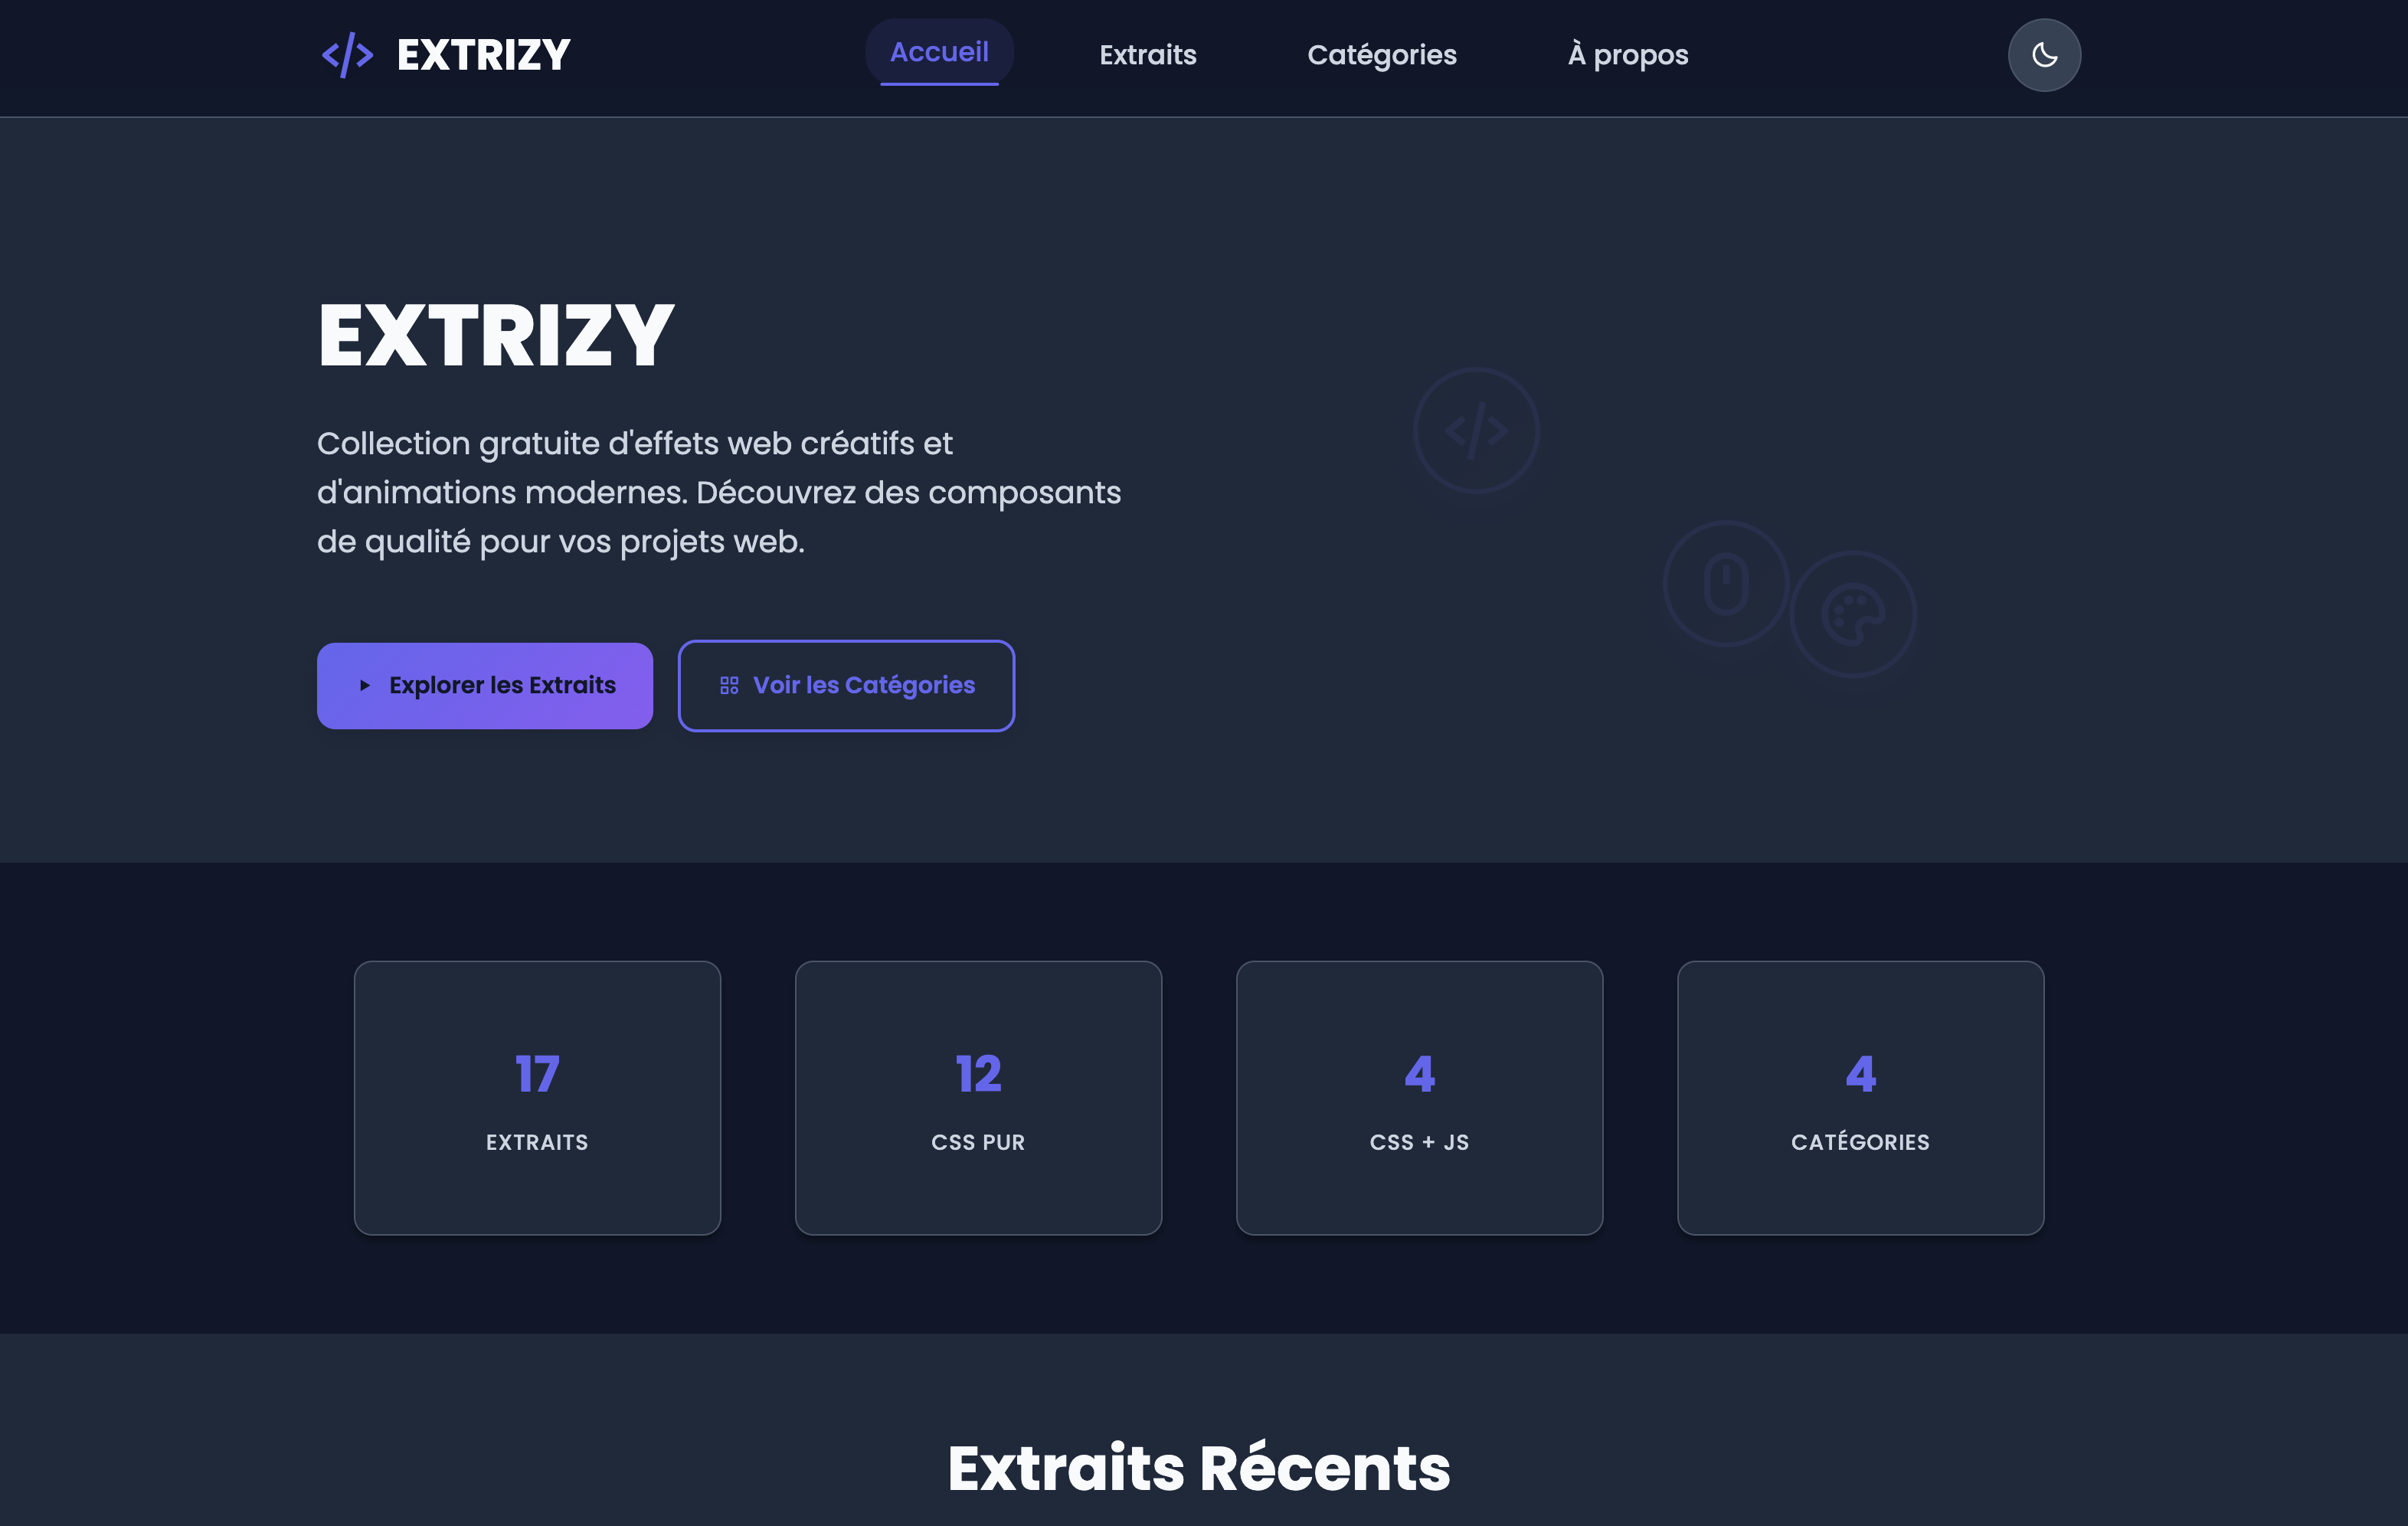 EXTRIZY
Accueil
Extraits
Catégories
À propos
EXTRIZY
Collection gratuite d'effets web créatifs et
d'animations modernes. Découvrez des composants
de qualité pour vos projets web.
Explorer les Extraits
Voir les Catégories
17
EXTRAITS
12
CSS PUR
4
CSS + JS
4
CATÉGORIES
Extraits Récents